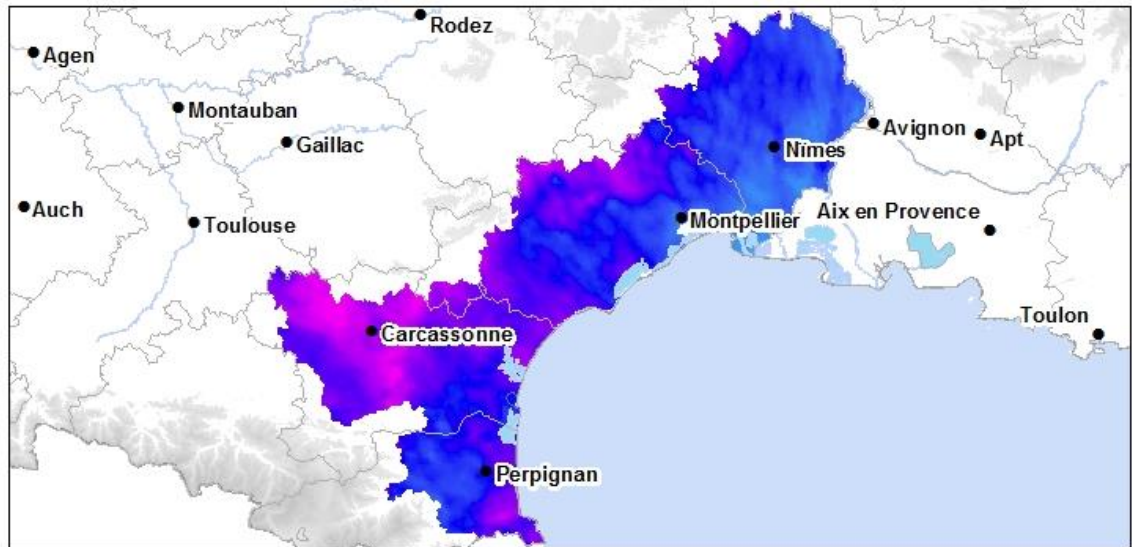 Rodez
Agen
Montauban
Gaillac
Avignon
Apt
Nîmes
Auch
Toulouse
Montpellier
Aix en Provence
Carcassonne
Toulon
Perpignan